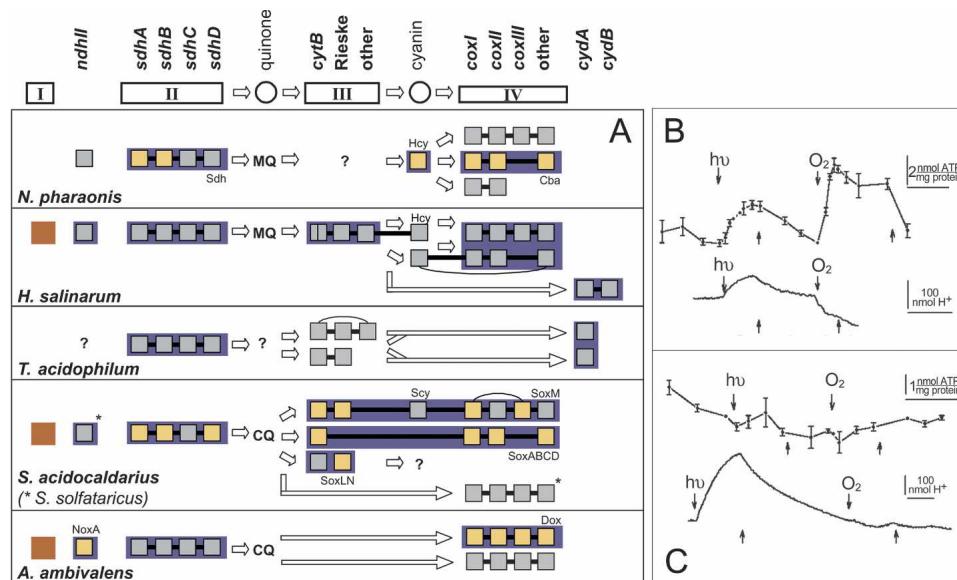 ndhII sdhA sdhB sdhC sdhD quinone cytB Rieske other cyanin coxI coxII coxIII other cydA cydB
I II III IV
A
Hcy
MQ ? 
Sdh Cba
N. pharaonis
Hcy
MQ
H. salinarum
? ?
T. acidophilum
Scy SoxM
*
CQ
SoxABCD
S. acidocaldarius ?
SoxLN
(* S. solfataricus) *
NoxA Dox
CQ
A. ambivalens
B
hυ O₂ 2 nmol ATP
mg protein
hυ O₂
100
nmol H⁺
hυ O₂ 1 nmol ATP
mg protein
hυ O₂ 100
nmol H⁺
C